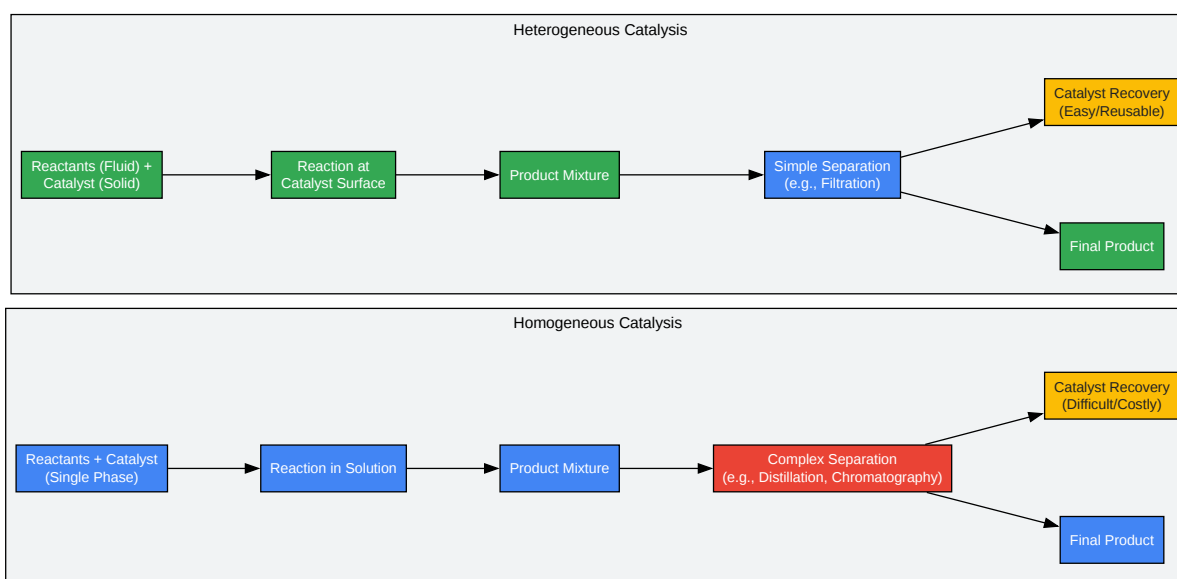 Heterogeneous Catalysis
Catalyst Recovery
(Easy/Reusable)
Reactants (Fluid) +
Catalyst (Solid)
Reaction at
Catalyst Surface
Product Mixture
Simple Separation
(e.g., Filtration)
Final Product
Homogeneous Catalysis
Catalyst Recovery
(Difficult/Costly)
Reactants + Catalyst
(Single Phase)
Reaction in Solution
Product Mixture
Complex Separation
(e.g., Distillation, Chromatography)
Final Product